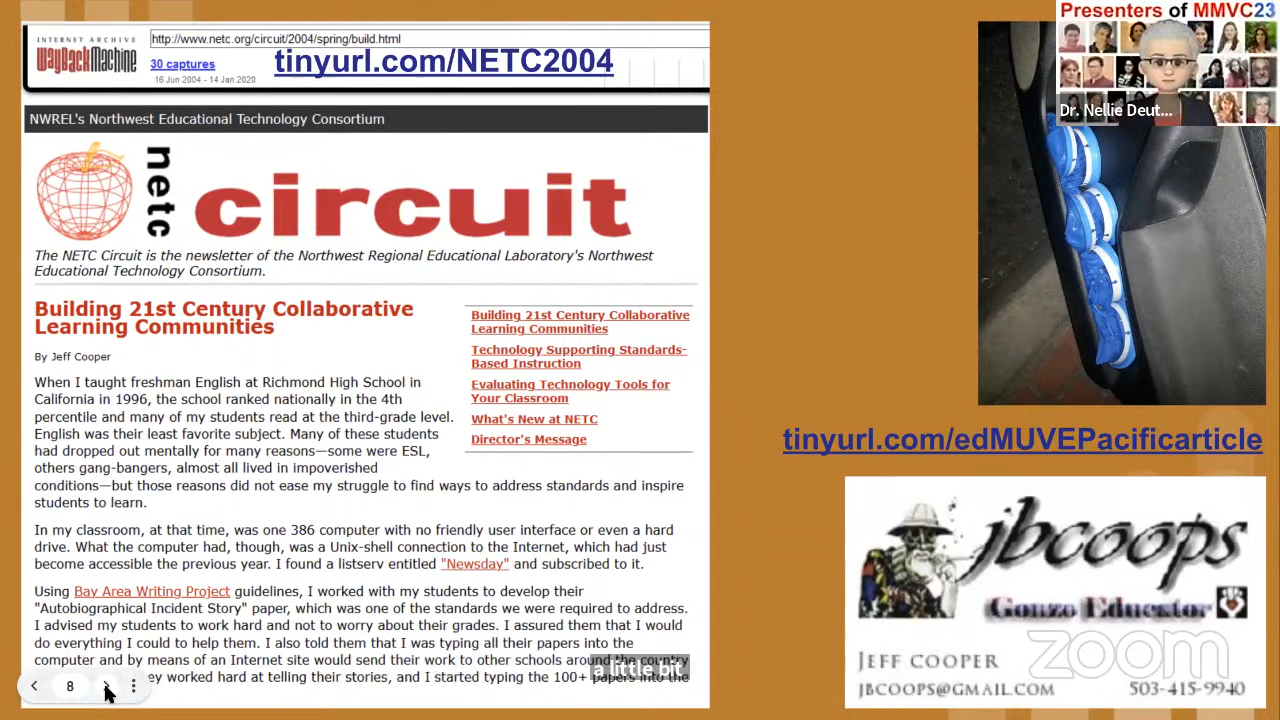 INTERNET ARCHIVE
WayBackMachine
http://www.netc.org/circuit/2004/spring/build.html
30 captures
16 Jun 2004 - 14 Jan 2020
tinyurl.com/NETC2004
NWREL's Northwest Educational Technology Consortium
netc
circuit
The NETC Circuit is the newsletter of the Northwest Regional Educational Laboratory's Northwest
Educational Technology Consortium.
Building 21st Century Collaborative
Learning Communities
By Jeff Cooper
When I taught freshman English at Richmond High School in
California in 1996, the school ranked nationally in the 4th
percentile and many of my students read at the third-grade level.
English was their least favorite subject. Many of these students
had dropped out mentally for many reasons—some were ESL,
others gang-bangers, almost all lived in impoverished
conditions—but those reasons did not ease my struggle to find ways to address standards and inspire
students to learn.
In my classroom, at that time, was one 386 computer with no friendly user interface or even a hard
drive. What the computer had, though, was a Unix-shell connection to the Internet, which had just
become accessible the previous year. I found a listserv entitled "Newsday" and subscribed to it.
Using Bay Area Writing Project guidelines, I worked with my students to develop their
"Autobiographical Incident Story" paper, which was one of the standards we were required to address.
I advised my students to work hard and not to worry about their grades. I assured them that I would
do everything I could to help them. I also told them that I was typing all their papers into the
computer and by means of an Internet site would send their work to other schools around the country
ey worked hard at telling their stories, and I started typing the 100+ papers into the
Building 21st Century Collaborative
Learning Communities
Technology Supporting Standards-
Based Instruction
Evaluating Technology Tools for
Your Classroom
What's New at NETC
Director's Message
a little bit
8
Presenters of MMVC23
Dr. Nellie Deut...
tinyurl.com/edMUVEPacificarticle
jbcoops
Gonzo Educator
zoom
JEFF COOPER
JBCOOPS@GMAIL.COM
503-415-9940